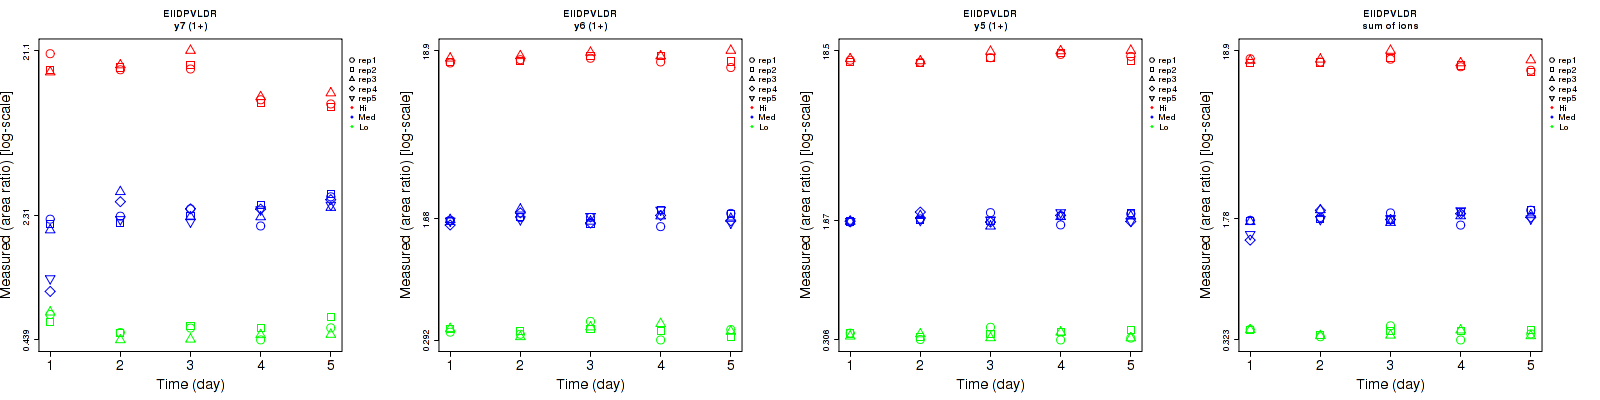 EIIDPVLDR
y7 (1+)
Measured (area ratio) [log-scale]
21.1
2.31
0.439
1 2 3 4 5
Time (day)
rep1
rep2
rep3
rep4
rep5
Hi
Med
Lo
EIIDPVLDR
y6 (1+)
Measured (area ratio) [log-scale]
18.9
1.68
0.292
1 2 3 4 5
Time (day)
rep1
rep2
rep3
rep4
rep5
Hi
Med
Lo
EIIDPVLDR
y5 (1+)
Measured (area ratio) [log-scale]
18.5
1.67
0.306
1 2 3 4 5
Time (day)
rep1
rep2
rep3
rep4
rep5
Hi
Med
Lo
EIIDPVLDR
sum of ions
Measured (area ratio) [log-scale]
18.9
1.78
0.323
1 2 3 4 5
Time (day)
rep1
rep2
rep3
rep4
rep5
Hi
Med
Lo